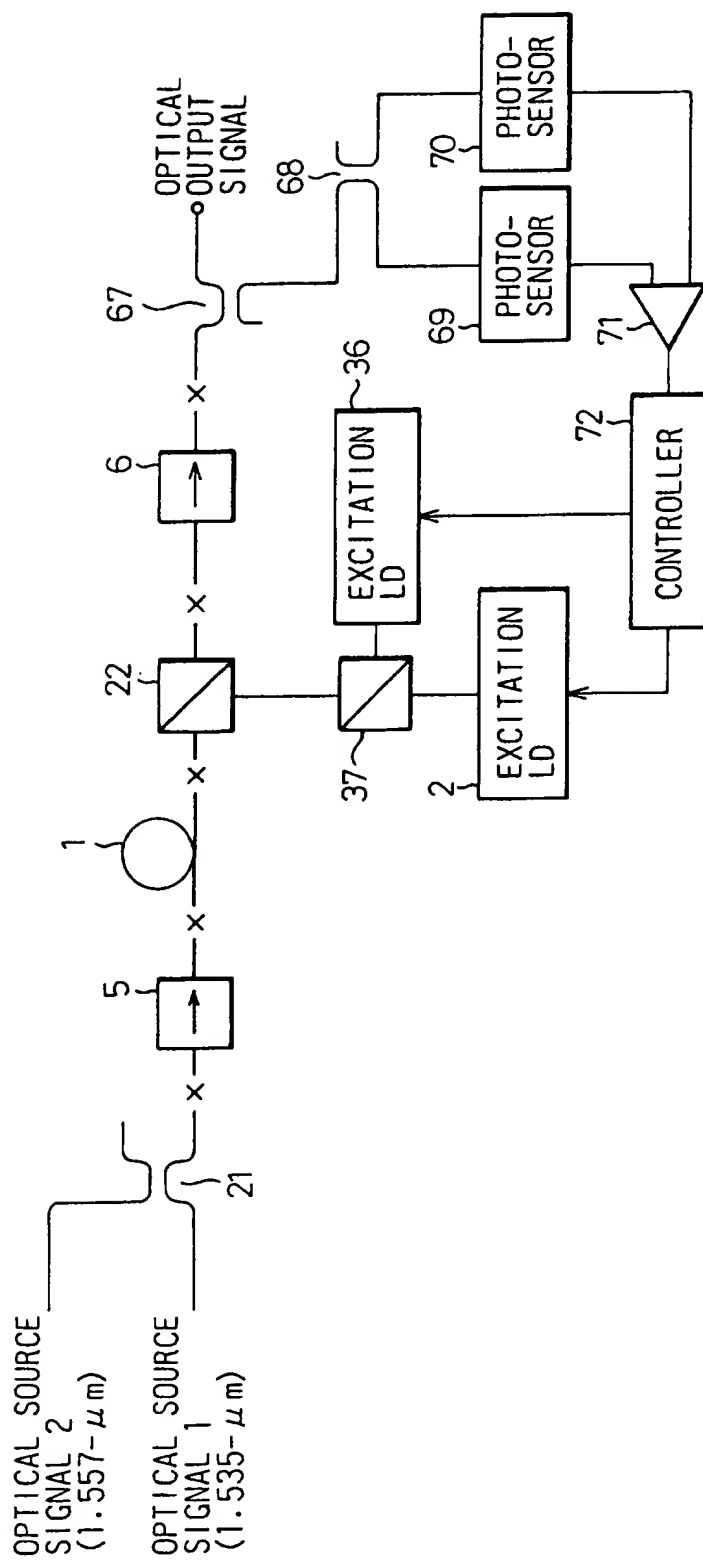 OPTICAL SOURCE
SIGNAL 2
(1.557-μm)
OPTICAL SOURCE
SIGNAL 1
(1.535-μm)
21
5
1
22
6
67
OPTICAL
OUTPUT
SIGNAL
68
37
36
EXCITATION
LD
2
EXCITATION
LD
69
PHOTO-
SENSOR
70
PHOTO-
SENSOR
71
72
CONTROLLER